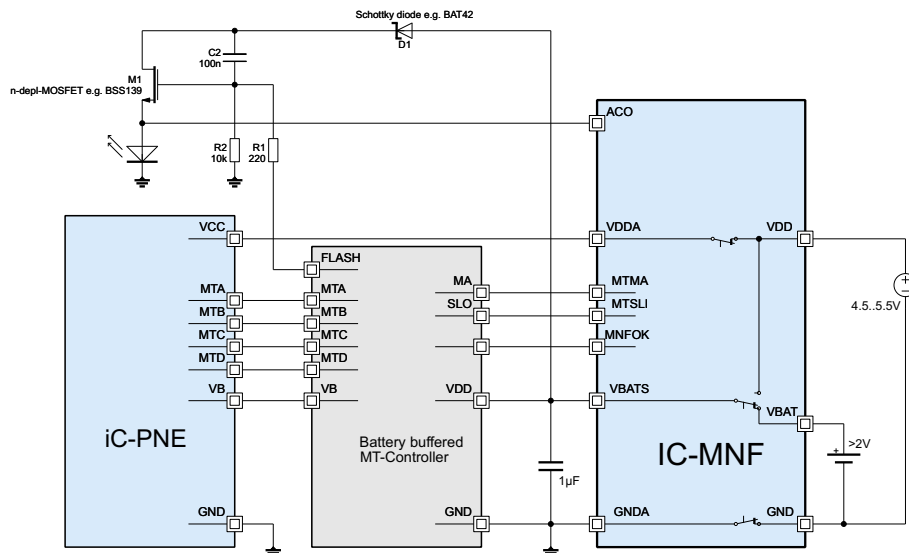 Schottky diode e.g. BAT42
D1
C2
100n
M1
n-depl-MOSFET e.g. BSS139
ACO
R2
10k
R1
220
VCC
VDDA
VDD
FLASH
4.5..5.5V
MTA
MTA
MA
MTMA
MTB
MTB
SLO
MTSLI
MTC
MTC
MNFOK
MTD
MTD
VB
VB
VDD
VBATS
VBAT
iC-PNE
Battery buffered
MT-Controller
IC-MNF
>2V
+
1µF
GND
GND
GNDA
GND